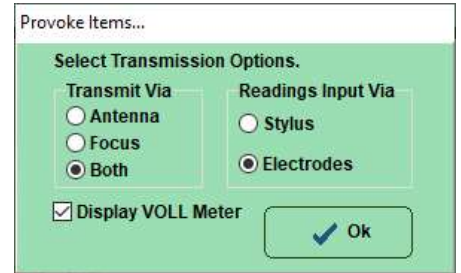 Provoke Items...
Select Transmission Options.
Transmit Via
Antenna
Focus
Both
Readings Input Via
Stylus
Electrodes
Display VOLL Meter
Ok